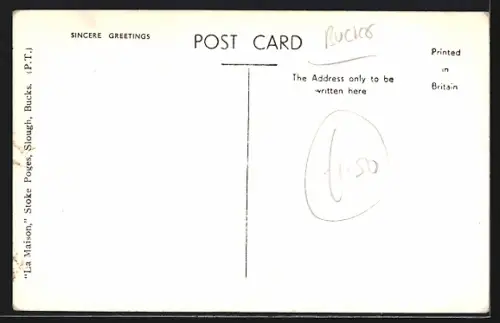 SINCERE GREETINGS
POST CARD
BUCKS
Printed
in
Britain
The Address only to be
written here
£1.50
"La Maison," Stoke Poges, Slough, Bucks. (P.T.)